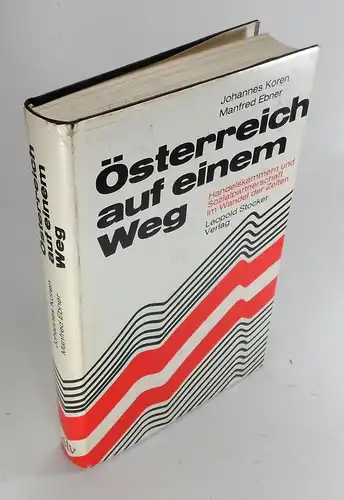 Johannes Koren
Manfred Ebner
Österreich
auf einem
Weg
Handelskammern und
Sozialpartnerschaft
im Wandel der Zeiten
Leopold Stocker
Verlag
Österreich
auf einem
Weg
Johannes Koren
Manfred Ebner